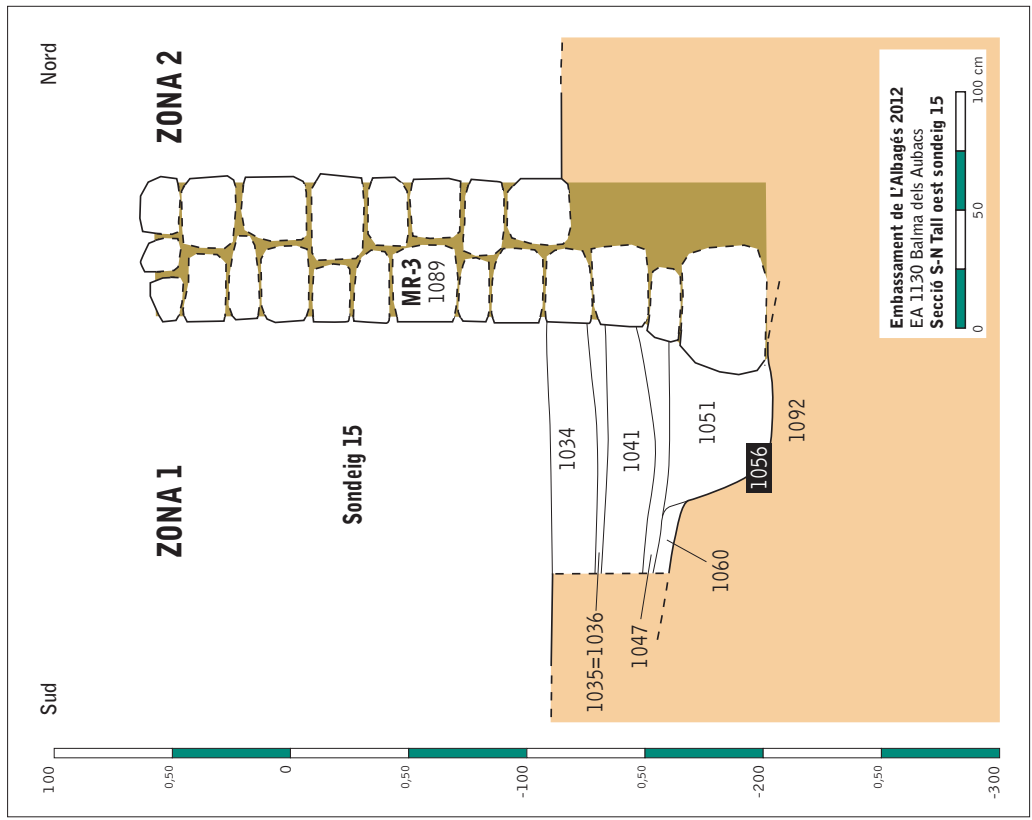 Sud
Nord
ZONA 1
ZONA 2
Sondeig 15
MR-3
1089
1034
1035=1036
1041
1047
1051
1060
1056
1092
100
0,50
0
0,50
-100
0,50
-200
0,50
-300
Embassament de L'Albagés 2012
EA 1130 Balma dels Aubacs
Secció S-N Tall oest sondeig 15
0
50
100 cm